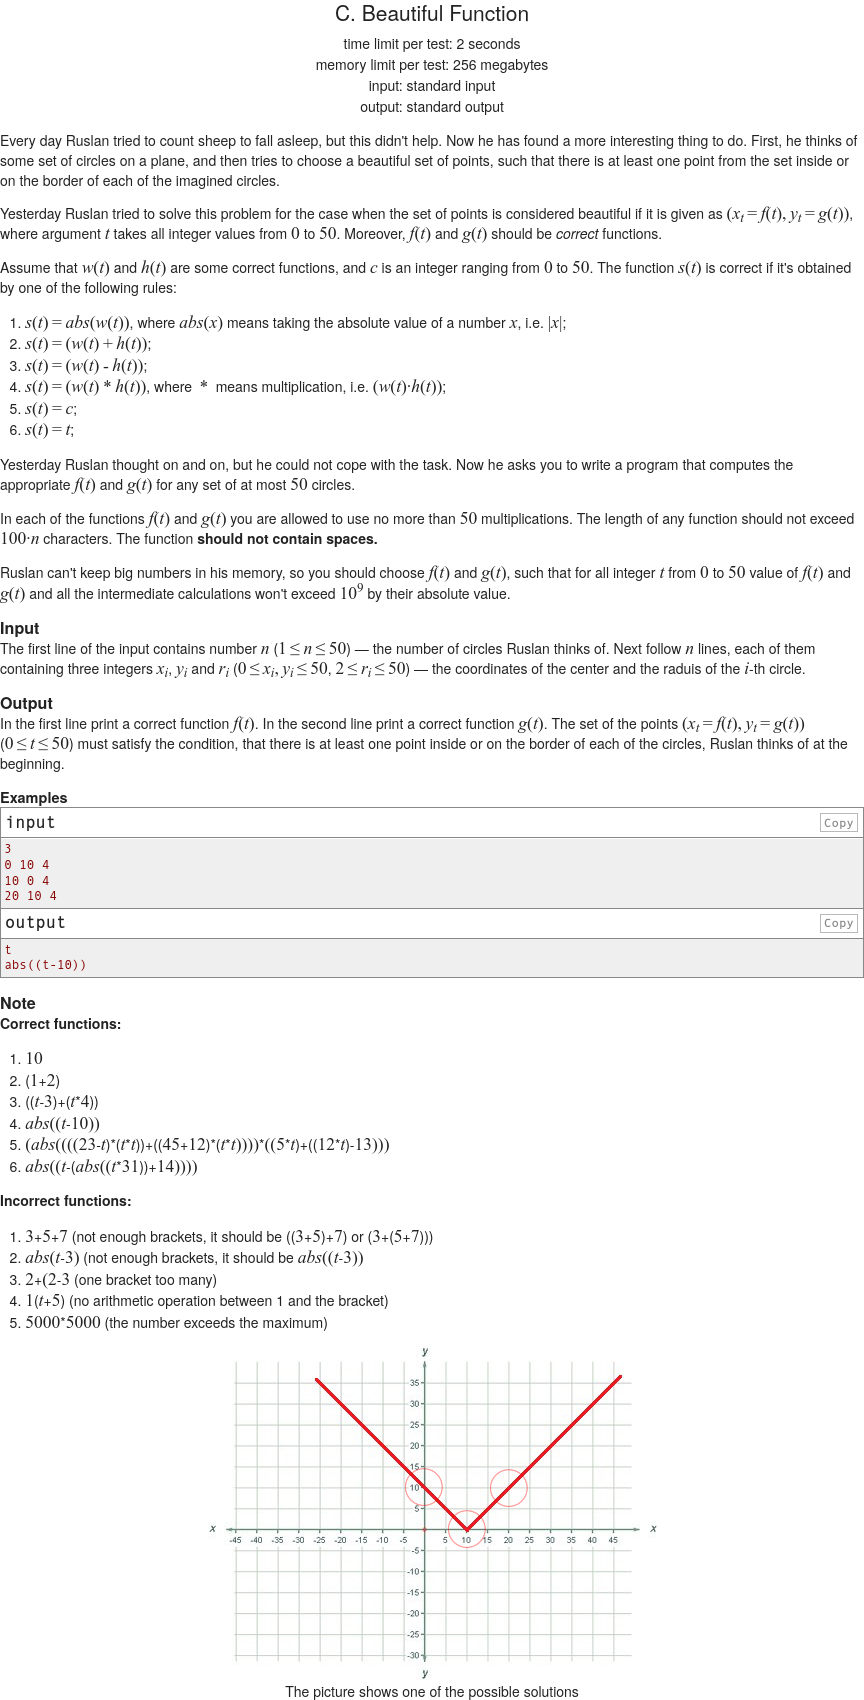 C. Beautiful Function
time limit per test: 2 seconds
memory limit per test: 256 megabytes
input: standard input
output: standard output
Every day Ruslan tried to count sheep to fall asleep, but this didn't help. Now he has found a more interesting thing to do. First, he thinks of
some set of circles on a plane, and then tries to choose a beautiful set of points, such that there is at least one point from the set inside or
on the border of each of the imagined circles.
Yesterday Ruslan tried to solve this problem for the case when the set of points is considered beautiful if it is given as (xt = f(t), yt = g(t)),
where argument t takes all integer values from 0 to 50. Moreover, f(t) and g(t) should be correct functions.
Assume that w(t) and h(t) are some correct functions, and c is an integer ranging from 0 to 50. The function s(t) is correct if it's obtained
by one of the following rules:
1. s(t) = abs(w(t)), where abs(x) means taking the absolute value of a number x, i.e. |x|;
2. s(t) = (w(t) + h(t));
3. s(t) = (w(t) - h(t));
4. s(t) = (w(t) * h(t)), where * means multiplication, i.e. (w(t)·h(t));
5. s(t) = c;
6. s(t) = t;
Yesterday Ruslan thought on and on, but he could not cope with the task. Now he asks you to write a program that computes the
appropriate f(t) and g(t) for any set of at most 50 circles.
In each of the functions f(t) and g(t) you are allowed to use no more than 50 multiplications. The length of any function should not exceed
100·n characters. The function should not contain spaces.
Ruslan can't keep big numbers in his memory, so you should choose f(t) and g(t), such that for all integer t from 0 to 50 value of f(t) and
g(t) and all the intermediate calculations won't exceed 10⁹ by their absolute value.
Input
The first line of the input contains number n (1 ≤ n ≤ 50) — the number of circles Ruslan thinks of. Next follow n lines, each of them
containing three integers xi, yi and ri (0 ≤ xi, yi ≤ 50, 2 ≤ ri ≤ 50) — the coordinates of the center and the raduis of the i-th circle.
Output
In the first line print a correct function f(t). In the second line print a correct function g(t). The set of the points (xt = f(t), yt = g(t))
(0 ≤ t ≤ 50) must satisfy the condition, that there is at least one point inside or on the border of each of the circles, Ruslan thinks of at the
beginning.
Examples
input Copy
3
0 10 4
10 0 4
20 10 4
output Copy
t
abs((t-10))
Note
Correct functions:
1. 10
2. (1+2)
3. ((t-3)+(t*4))
4. abs((t-10))
5. (abs((((23-t)*(t*t))+((45+12)*(t*t))))*((5*t)+((12*t)-13)))
6. abs((t-(abs((t*31))+14))))
Incorrect functions:
1. 3+5+7 (not enough brackets, it should be ((3+5)+7) or (3+(5+7)))
2. abs(t-3) (not enough brackets, it should be abs((t-3))
3. 2+(2-3 (one bracket too many)
4. 1(t+5) (no arithmetic operation between 1 and the bracket)
5. 5000*5000 (the number exceeds the maximum)
y
35
30
25
20
15
10
5
x -45 -40 -35 -30 -25 -20 -15 -10 -5 5 10 15 20 25 30 35 40 45 x
-5
-10
-15
-20
-25
-30
y
The picture shows one of the possible solutions